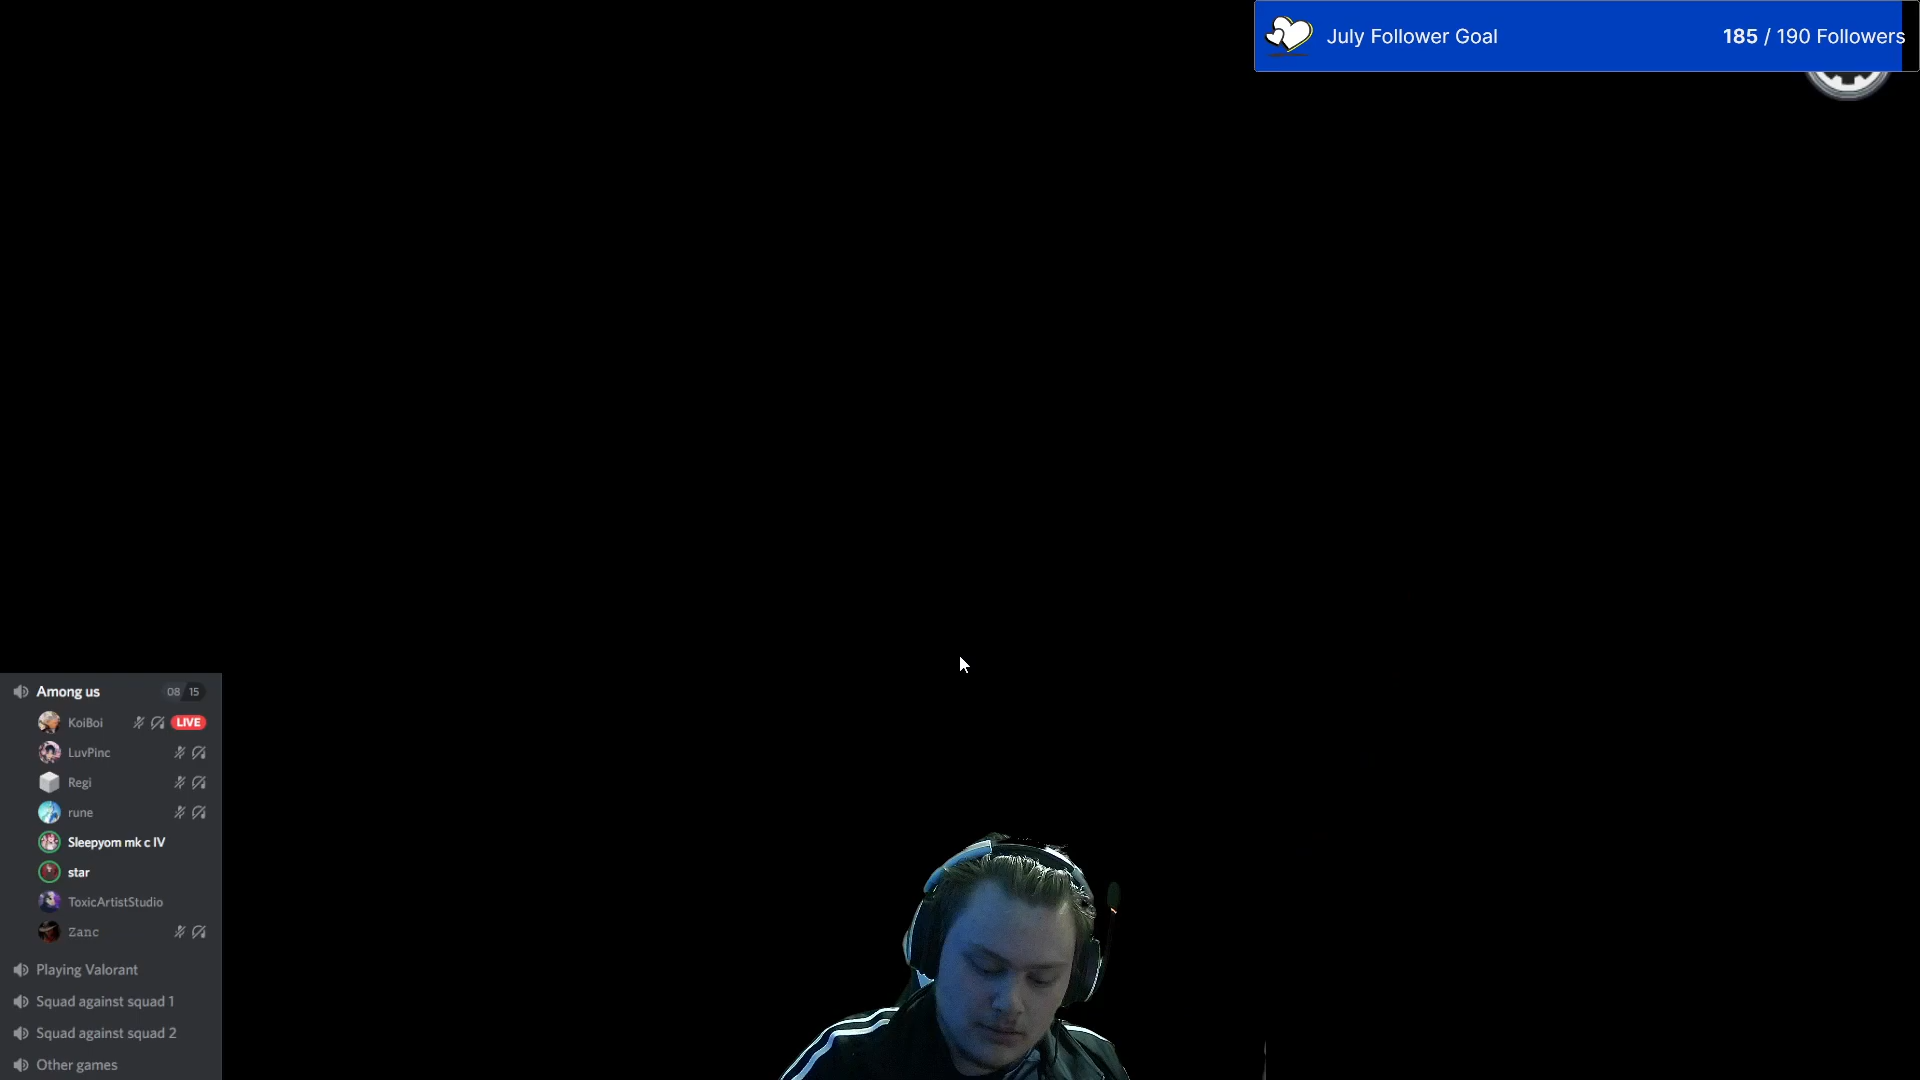 July Follower Goal 185 / 190 Followers
Among us 08 15
KoiBoi LIVE
LuvPinc
Regi
rune
Sleepyom mk c IV
star
ToxicArtistStudio
Zanc
Playing Valorant
Squad against squad 1
Squad against squad 2
Other games